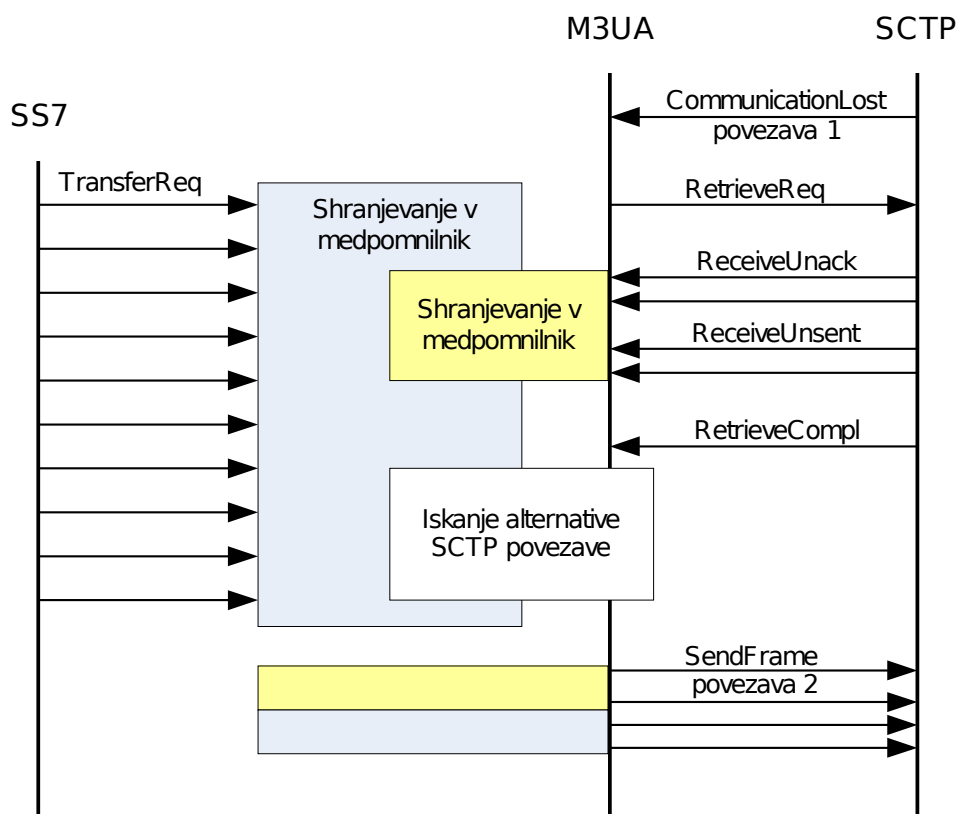 M3UA
SCTP
SS7
CommunicationLost
povezava 1
TransferReq
RetrieveReq
Shranjevanje v
medpomnilnik
ReceiveUnack
Shranjevanje v
medpomnilnik
ReceiveUnsent
RetrieveCompl
Iskanje alternative
SCTP povezave
SendFrame
povezava 2